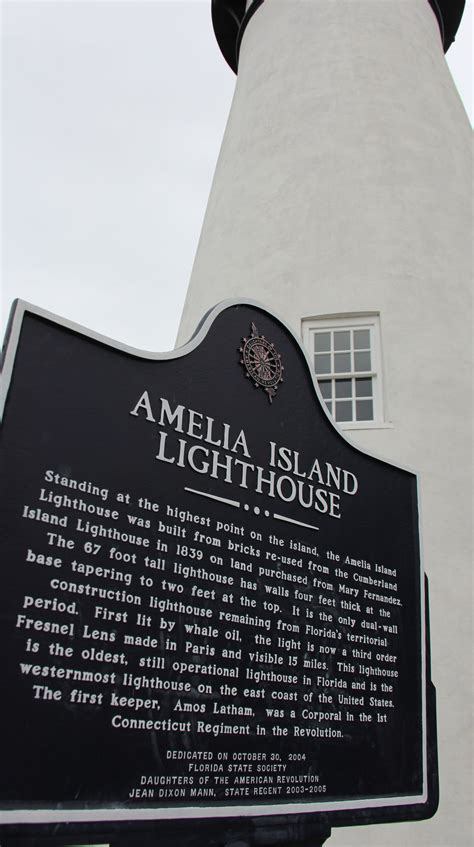 AMELIA ISLAND
LIGHTHOUSE
Standing at the highest point on the island, the Amelia Island
Lighthouse was built from bricks re-used from the Cumberland
Island Lighthouse in 1839 on land purchased from Mary Fernandez.
The 67 foot tall lighthouse has walls four feet thick at the
base tapering to two feet at the top. It is the only dual-wall
construction lighthouse remaining from Florida's territorial
period. First lit by whale oil, the light is now a third order
Fresnel Lens made in Paris and visible 15 miles. This lighthouse
is the oldest, still operational lighthouse in Florida and is the
westernmost lighthouse on the east coast of the United States.
The first keeper, Amos Latham, was a Corporal in the 1st
Connecticut Regiment in the Revolution.
DEDICATED ON OCTOBER 30, 2004
FLORIDA STATE SOCIETY
DAUGHTERS OF THE AMERICAN REVOLUTION
JEAN DIXON MANN, STATE REGENT 2003-2005